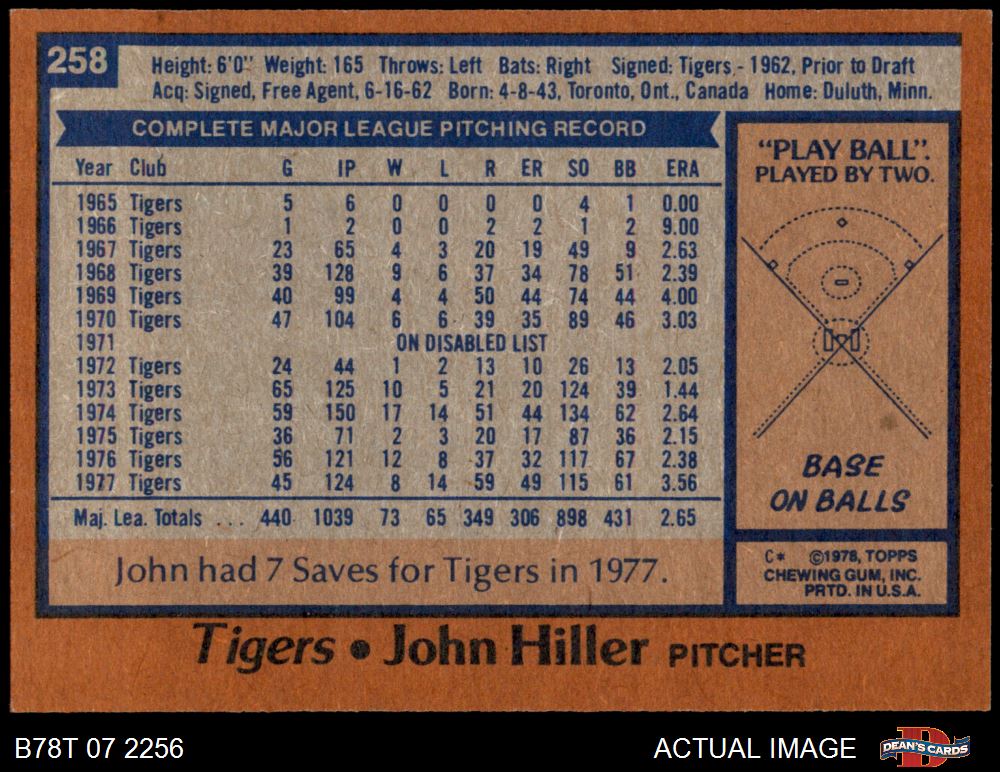 258
Height: 6'0" Weight: 165 Throws: Left Bats: Right Signed: Tigers - 1962, Prior to Draft
Acq: Signed, Free Agent, 6-16-62 Born: 4-8-43, Toronto, Ont., Canada Home: Duluth, Minn.
COMPLETE MAJOR LEAGUE PITCHING RECORD
Year Club G IP W L R ER SO BB ERA
1965 Tigers 5 6 0 0 0 0 4 1 0.00
1966 Tigers 1 2 0 0 2 2 1 2 9.00
1967 Tigers 23 65 4 3 20 19 49 9 2.63
1968 Tigers 39 128 9 6 37 34 78 51 2.39
1969 Tigers 40 99 4 4 50 44 74 44 4.00
1970 Tigers 47 104 6 6 39 35 89 46 3.03
1971 ON DISABLED LIST
1972 Tigers 24 44 1 2 13 10 26 13 2.05
1973 Tigers 65 125 10 5 21 20 124 39 1.44
1974 Tigers 59 150 17 14 51 44 134 62 2.64
1975 Tigers 36 71 2 3 20 17 87 36 2.15
1976 Tigers 56 121 12 8 37 32 117 67 2.38
1977 Tigers 45 124 8 14 59 49 115 61 3.56
Maj. Lea. Totals ... 440 1039 73 65 349 306 898 431 2.65
John had 7 Saves for Tigers in 1977.
"PLAY BALL".
PLAYED BY TWO.
BASE
ON BALLS
C* ©1978, TOPPS
CHEWING GUM, INC.
PRTD. IN U.S.A.
Tigers • John Hiller PITCHER
B78T 07 2256
ACTUAL IMAGE
D
DEAN'S CARDS